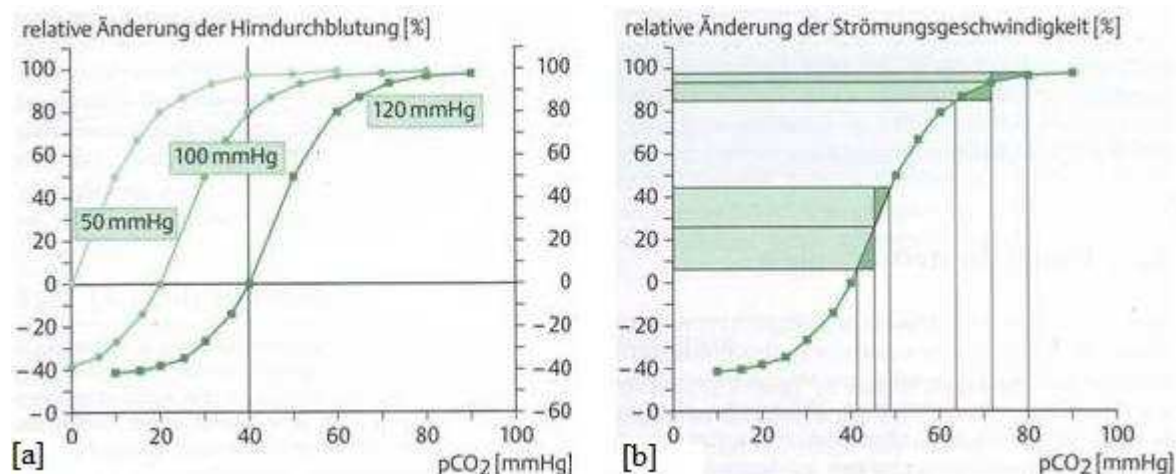 relative Änderung der Hirndurchblutung [%]
100
80
60
40
20
0
−20
−40
−0
100
80
60
40
20
0
−20
−40
−60
50 mmHg
100 mmHg
120 mmHg
0 20 40 60 80 100
pCO₂ [mmHg]
[a]
relative Änderung der Strömungsgeschwindigkeit [%]
100
80
60
40
20
0
−20
−40
−0
0 20 40 60 80 100
pCO₂ [mmHg]
[b]